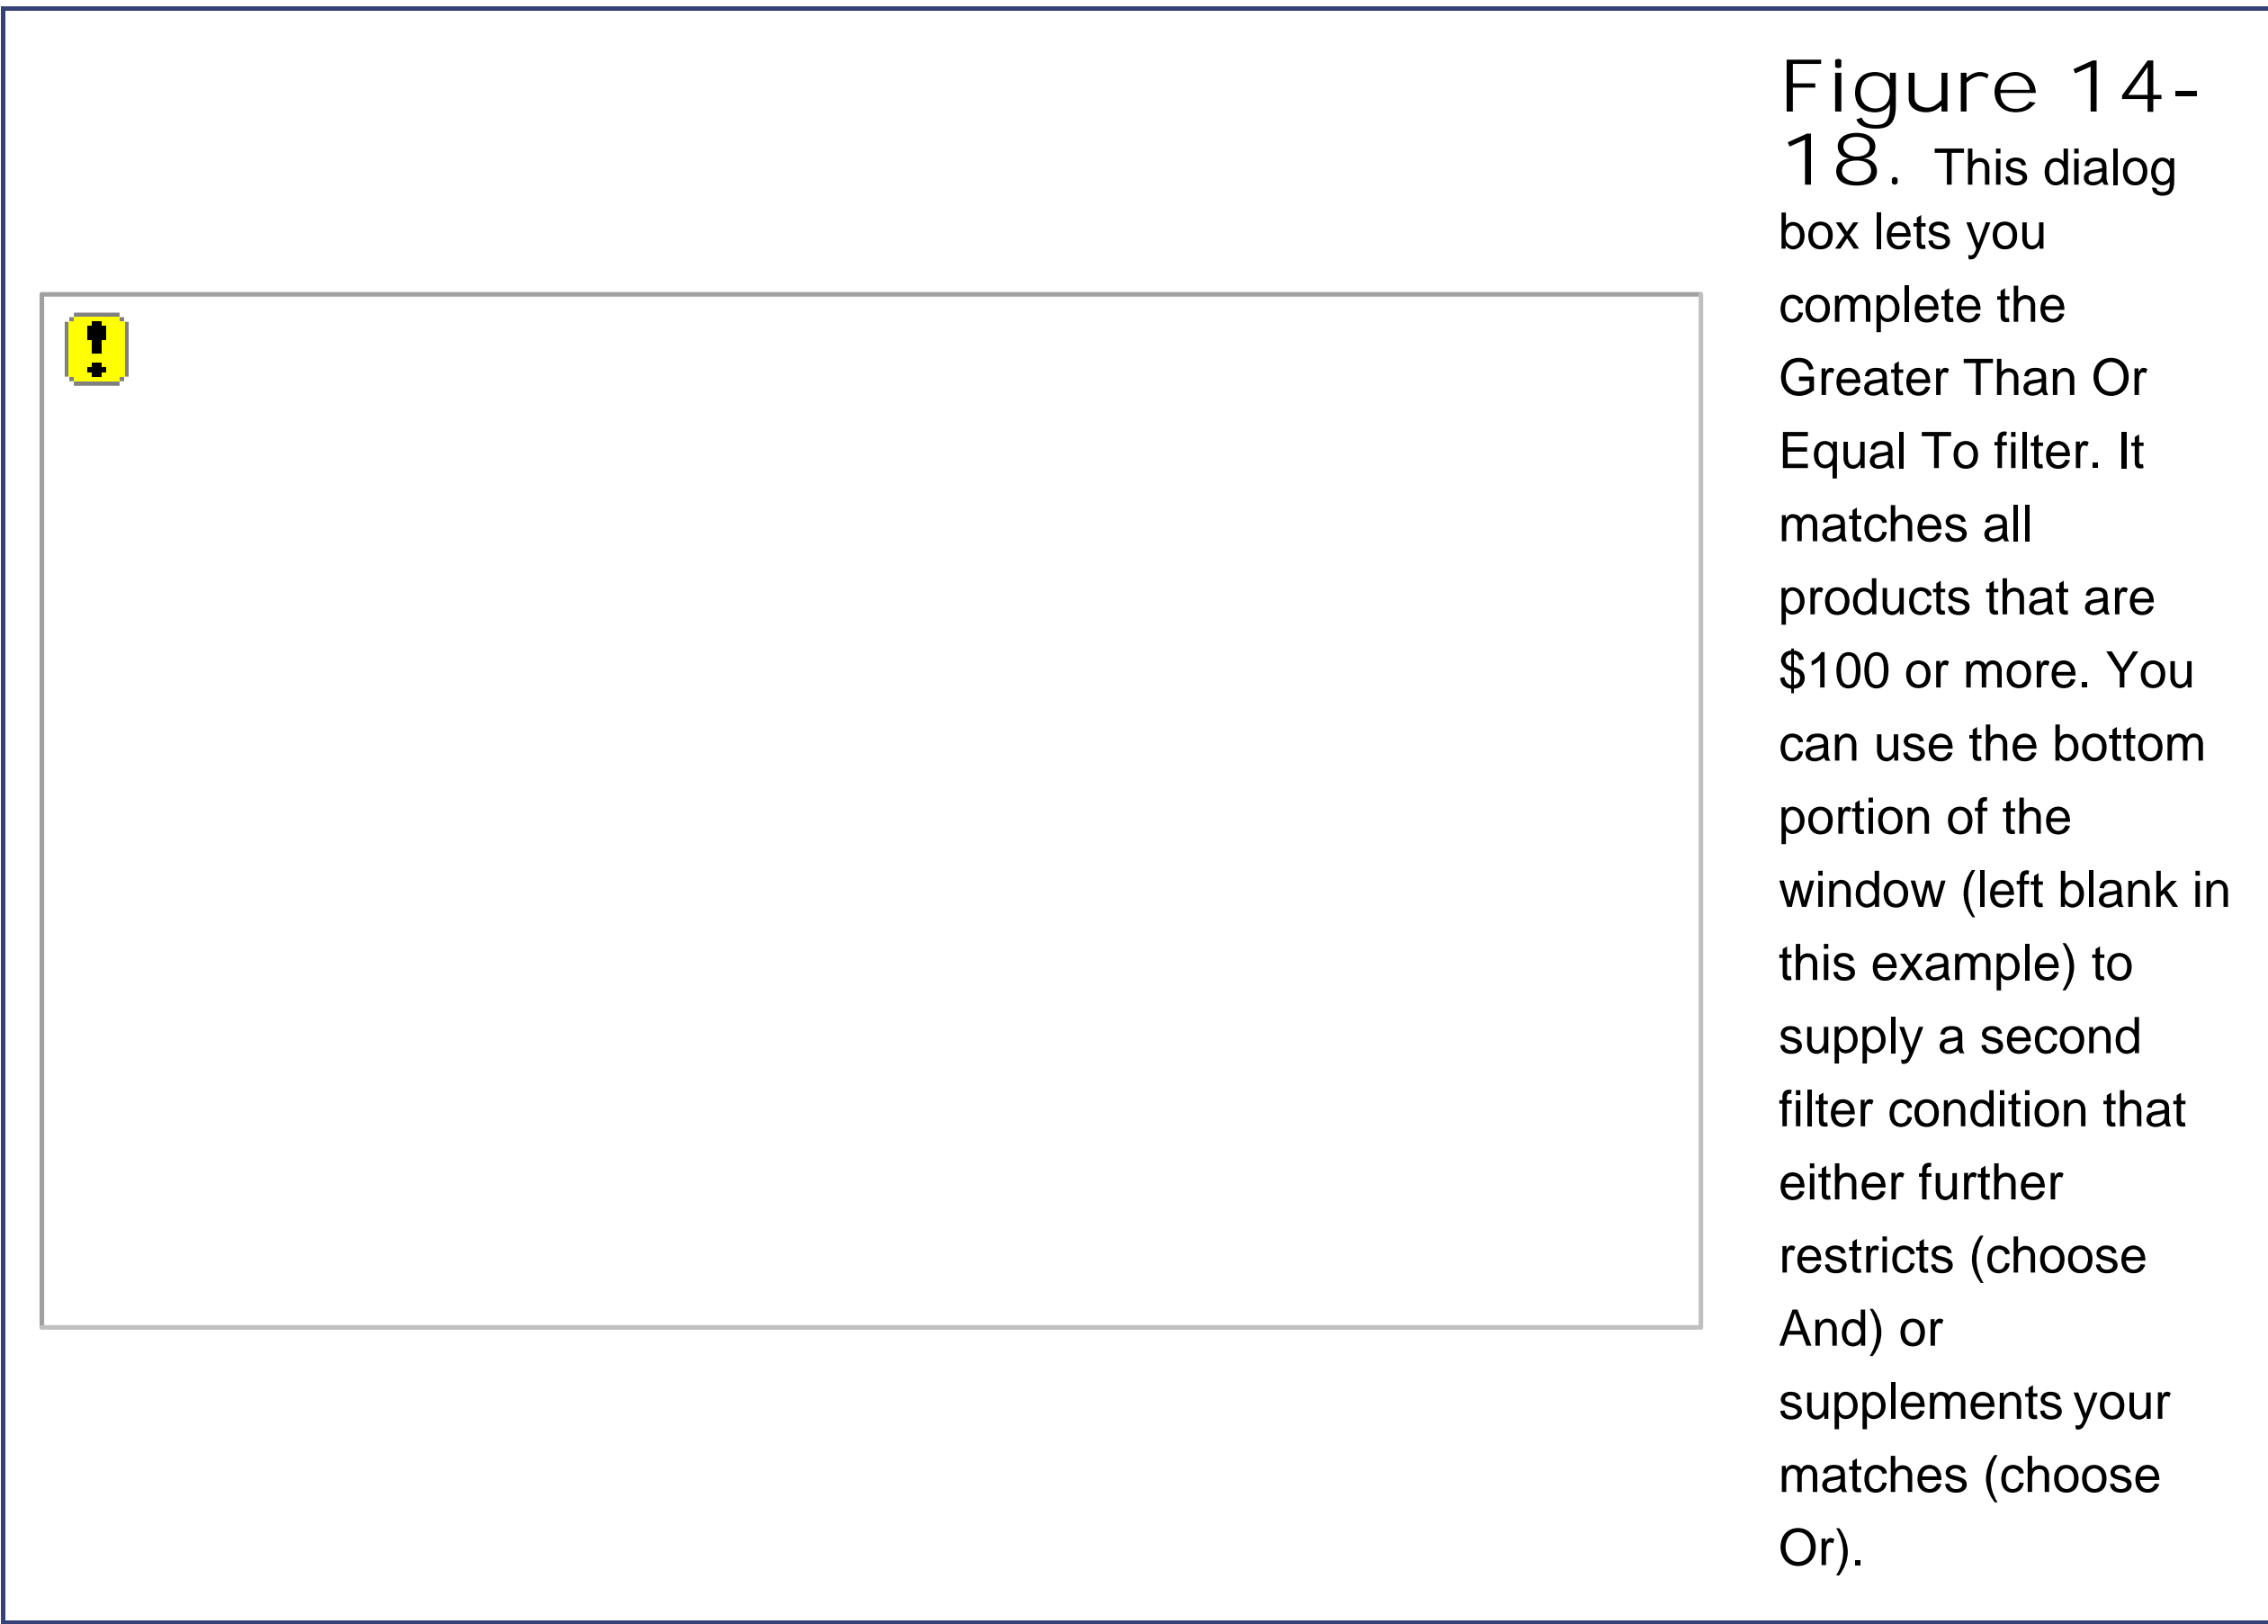 Figure 14-
18. This dialog
box lets you
complete the
Greater Than Or
Equal To filter. It
matches all
products that are
$100 or more. You
can use the bottom
portion of the
window (left blank in
this example) to
supply a second
filter condition that
either further
restricts (choose
And) or
supplements your
matches (choose
Or).